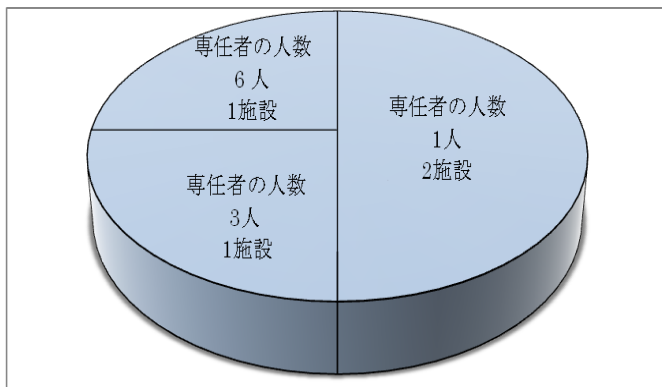 専任者の人数
6人
1施設
専任者の人数
1人
2施設
専任者の人数
3人
1施設